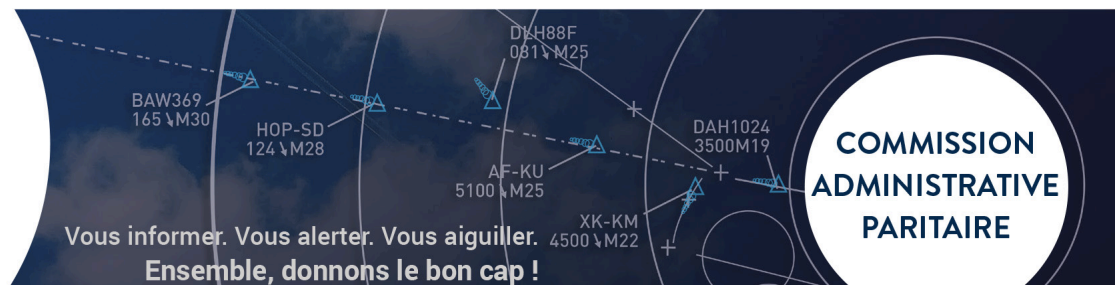 DLH88F
081↘M25
BAW369
165↘M30
HOP-SD
124↘M28
DAH1024
3500M19
AF-KU
5100↘M25
XK-KM
4500↘M22
COMMISSION
ADMINISTRATIVE
PARITAIRE
Vous informer. Vous alerter. Vous aiguiller.
Ensemble, donnons le bon cap !